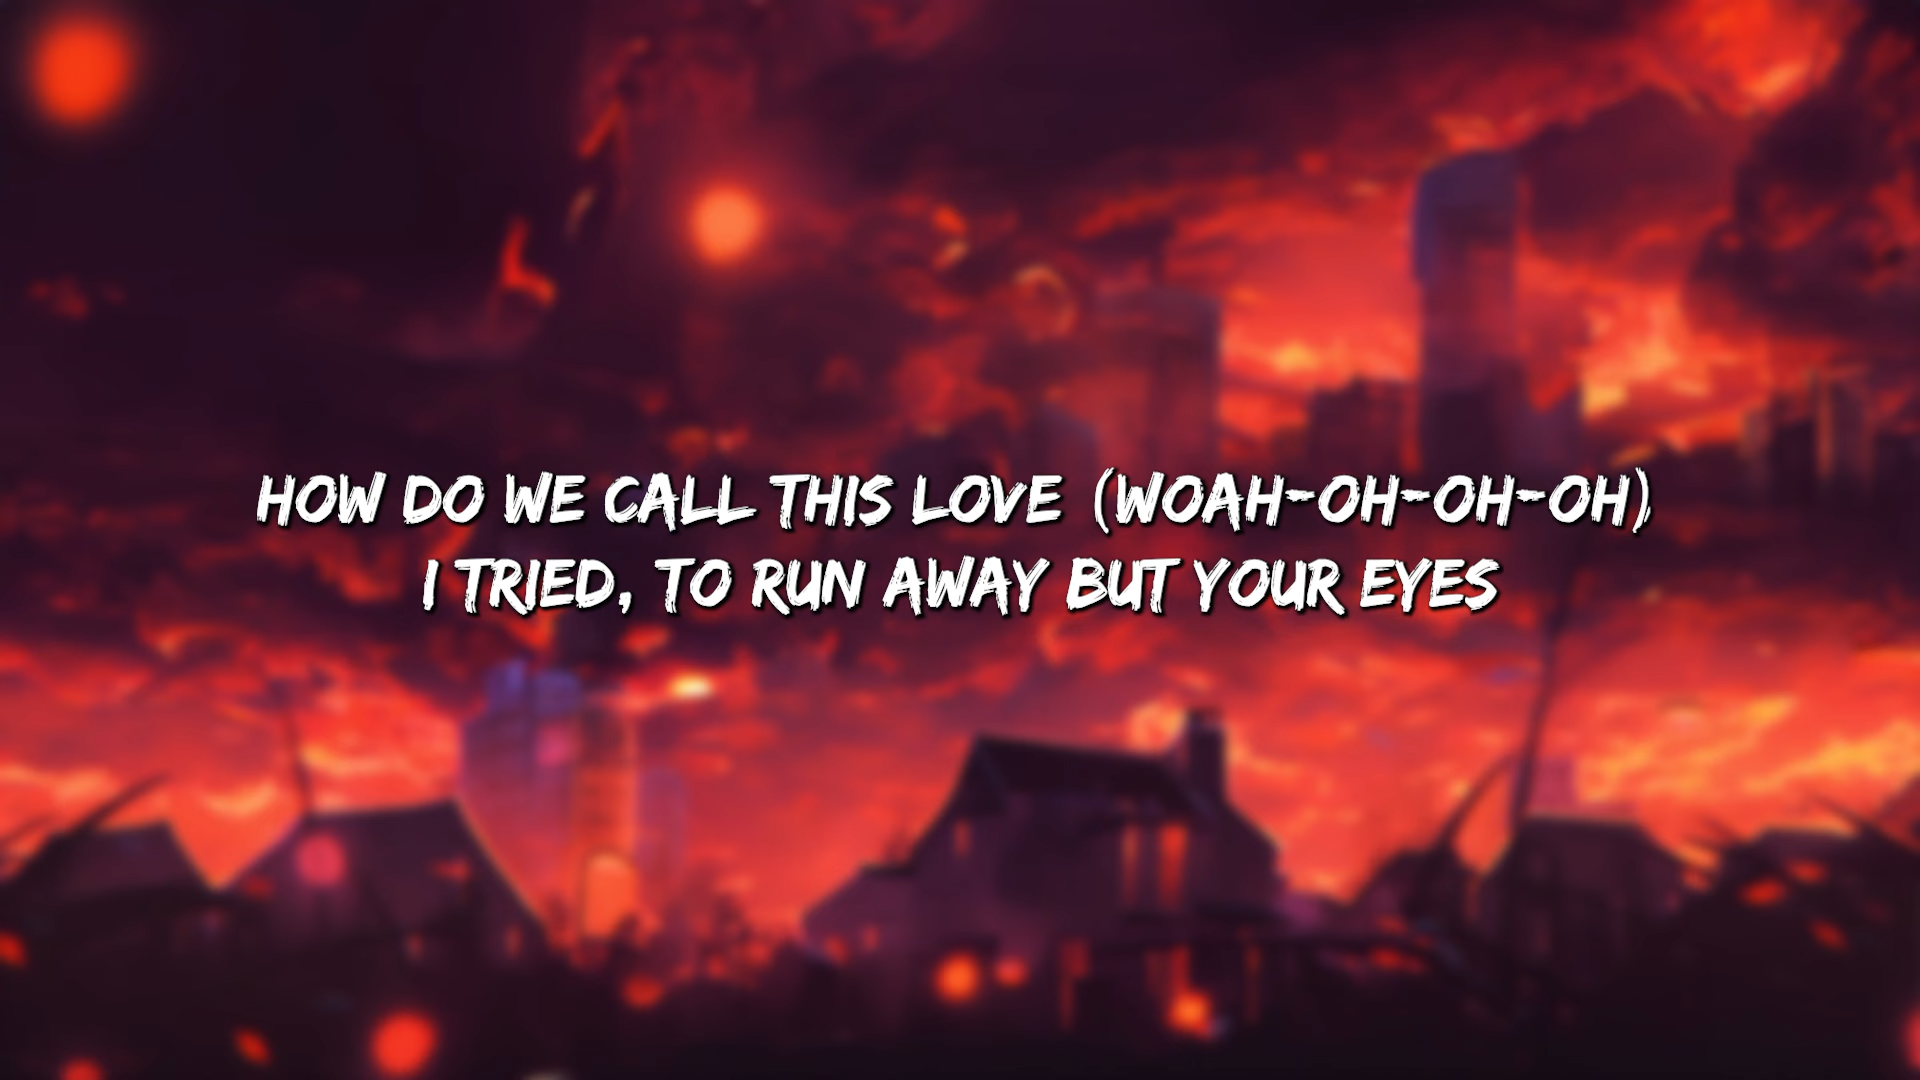 HOW DO WE CALL THIS LOVE (WOAH-OH-OH-OH)
I TRIED, TO RUN AWAY BUT YOUR EYES